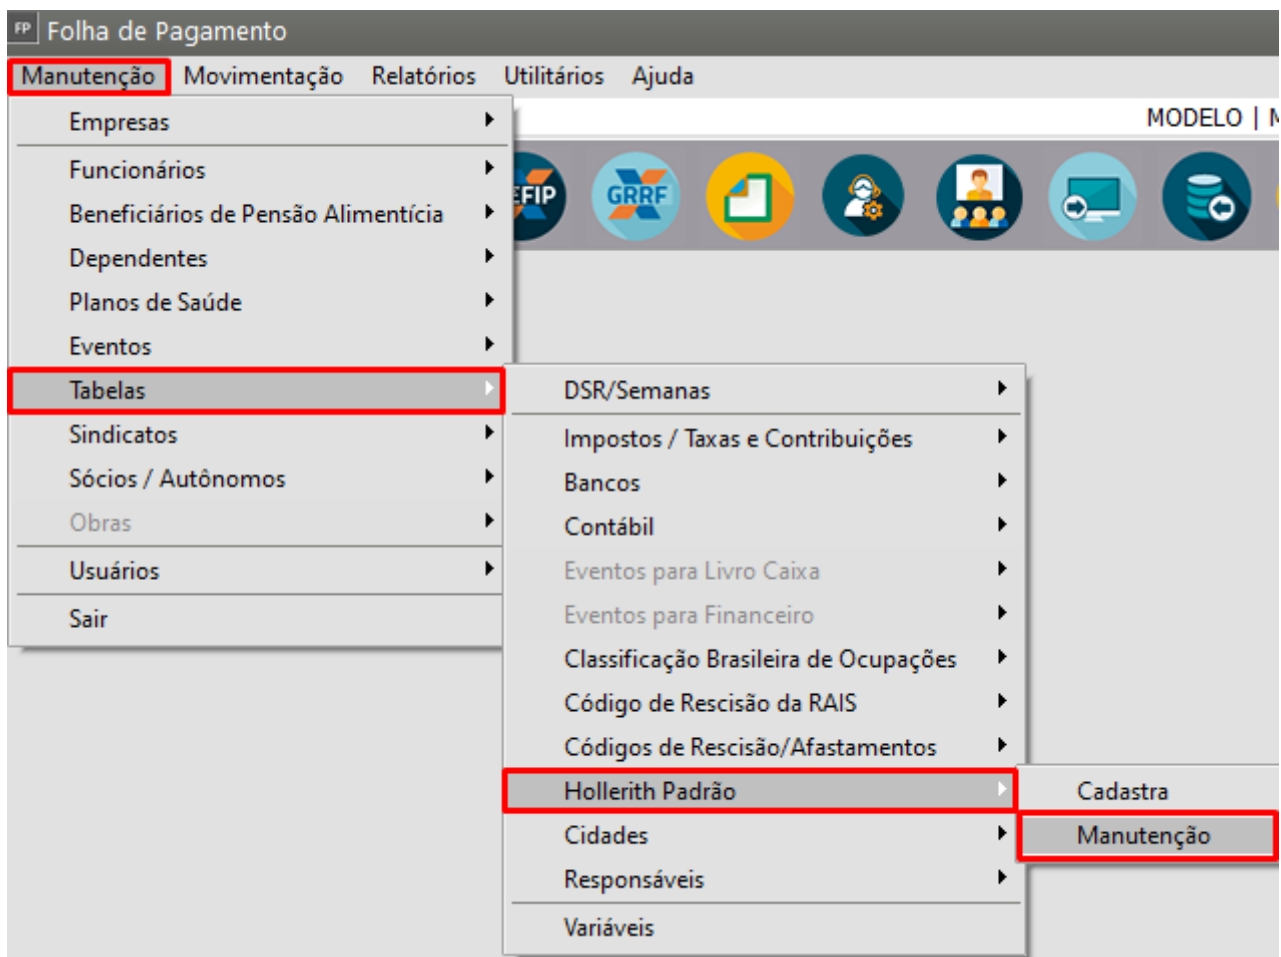 FP Folha de Pagamento
Manutenção Movimentação Relatórios Utilitários Ajuda
MODELO |
Empresas
Funcionários
Beneficiários de Pensão Alimentícia
Dependentes
Planos de Saúde
Eventos
Tabelas
Sindicatos
Sócios / Autônomos
Obras
Usuários
Sair
EFIP
GRRF
DSR/Semanas
Impostos / Taxas e Contribuições
Bancos
Contábil
Eventos para Livro Caixa
Eventos para Financeiro
Classificação Brasileira de Ocupações
Código de Rescisão da RAIS
Códigos de Rescisão/Afastamentos
Hollerith Padrão
Cidades
Responsáveis
Variáveis
Cadastra
Manutenção